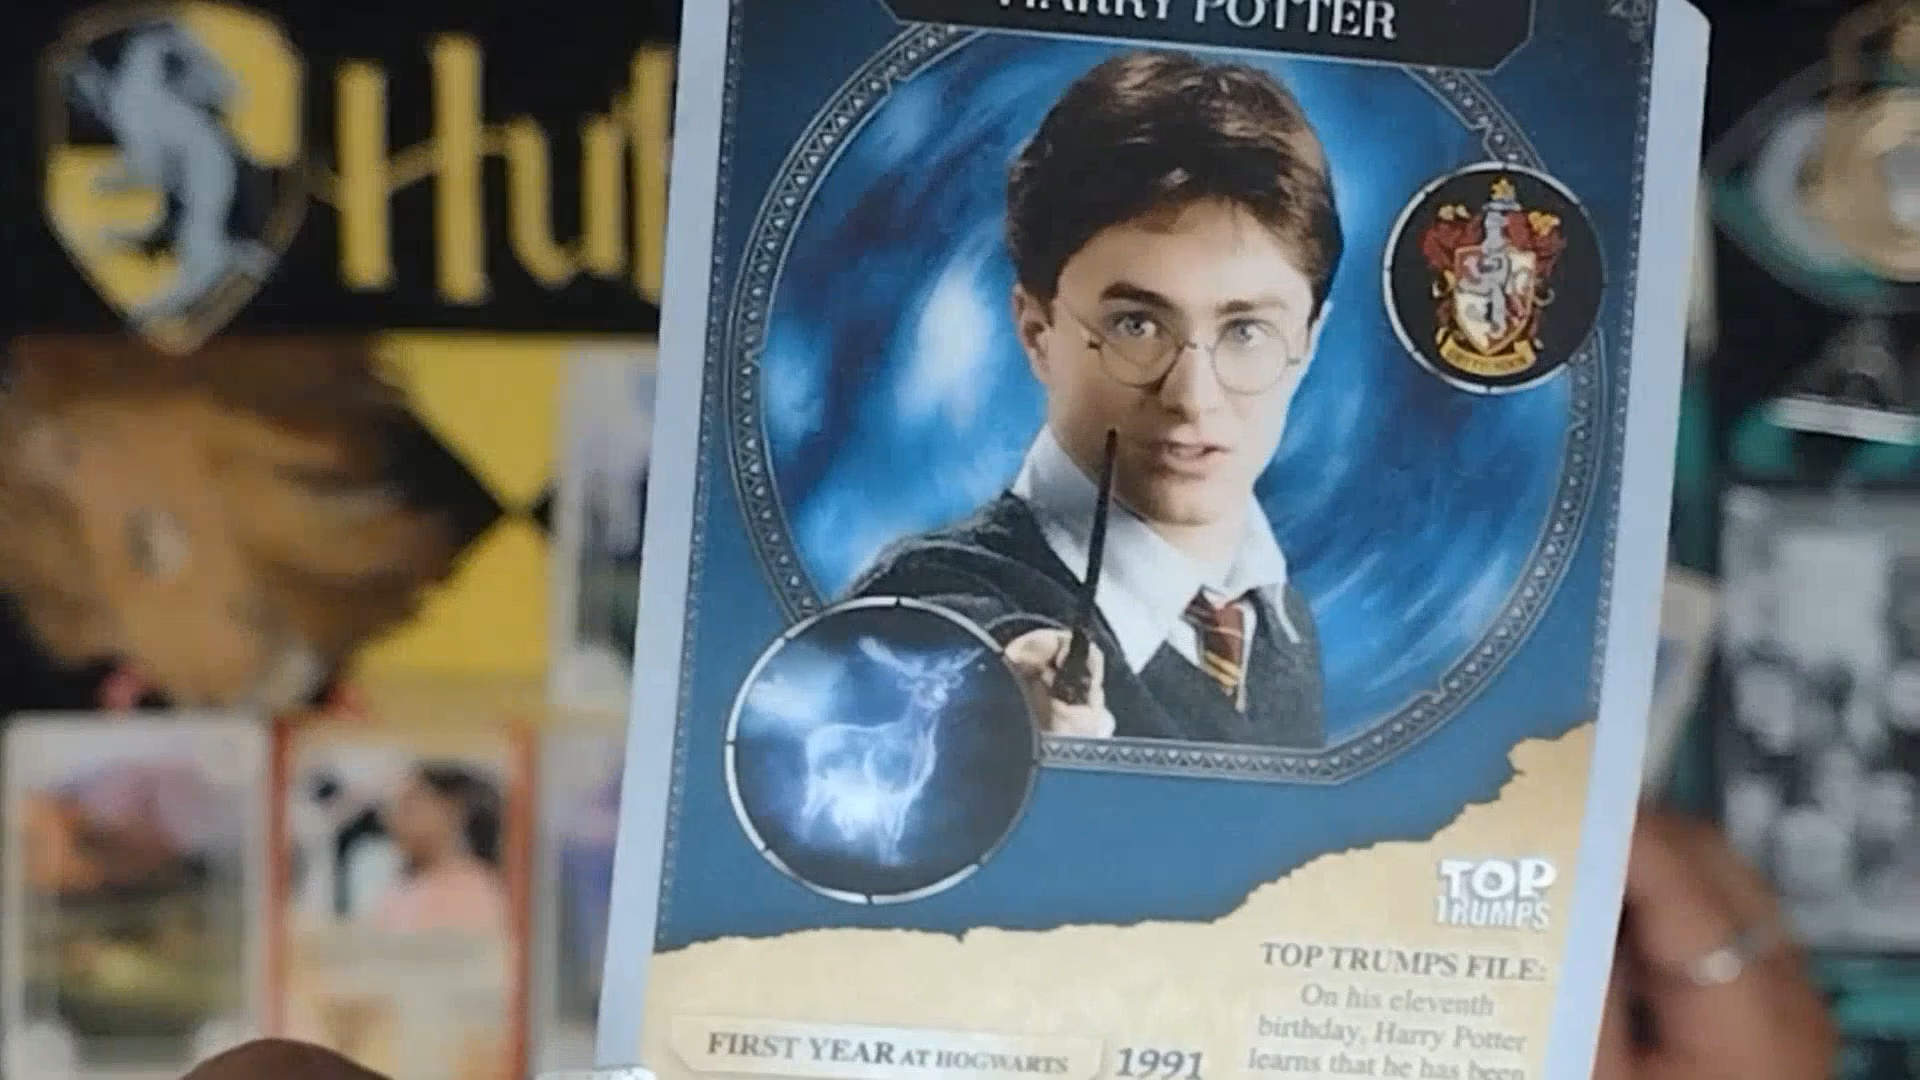 HARRY POTTER
Huf
GRYFFINDOR
TOP
TRUMPS
TOP TRUMPS FILE:
On his eleventh
birthday, Harry Potter
learns that he has been
FIRST YEAR AT HOGWARTS 1991